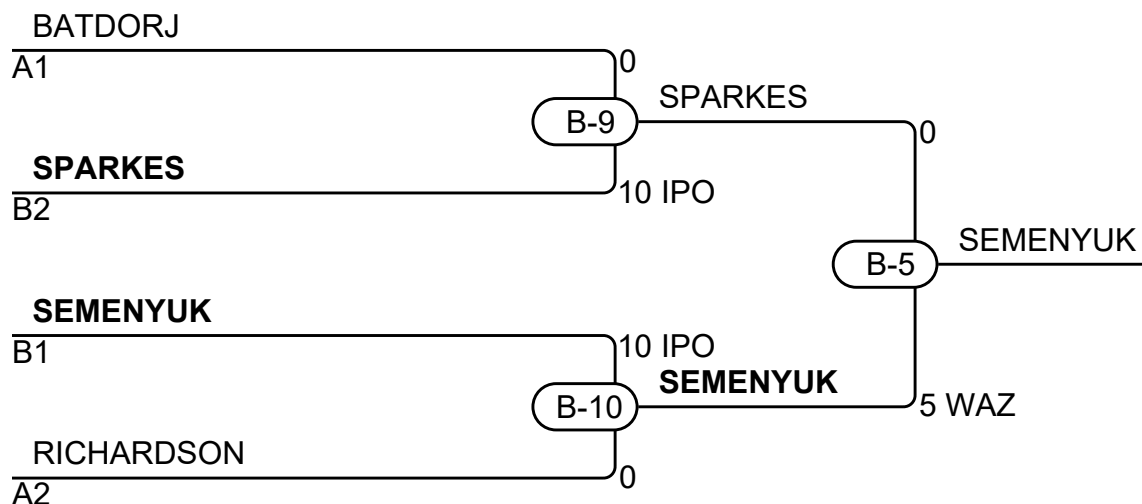 BATDORJ
A1
0
B-9
SPARKES
0
SPARKES
B2
10 IPO
B-5
SEMENYUK
SEMENYUK
B1
10 IPO
SEMENYUK
B-10
5 WAZ
RICHARDSON
A2
0